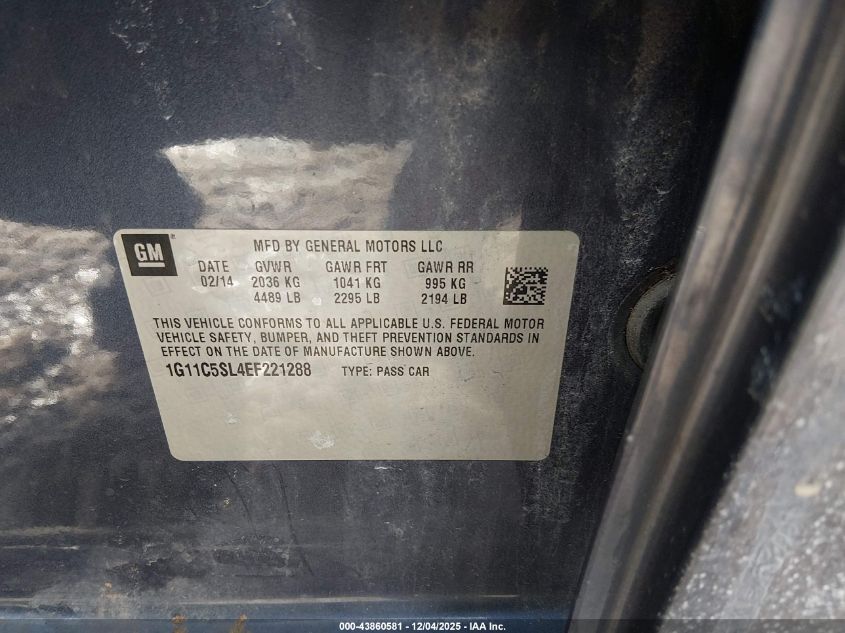 GM
MFD BY GENERAL MOTORS LLC
DATE GVWR GAWR FRT GAWR RR
02/14 2036 KG 1041 KG 995 KG
4489 LB 2295 LB 2194 LB
THIS VEHICLE CONFORMS TO ALL APPLICABLE U.S. FEDERAL MOTOR
VEHICLE SAFETY, BUMPER, AND THEFT PREVENTION STANDARDS IN
EFFECT ON THE DATE OF MANUFACTURE SHOWN ABOVE.
1G11C5SL4EF221288 TYPE: PASS CAR
000-43860581 - 12/04/2025 - IAA Inc.